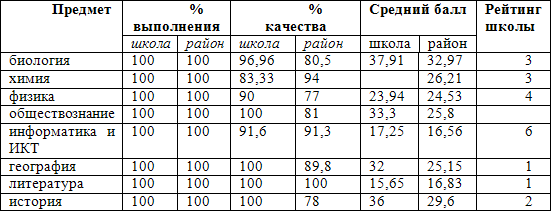 Предмет % выполнения % качества Средний балл Рейтинг школы
школа район школа район школа район
биология 100 100 96,96 80,5 37,91 32,97 3
химия 100 100 83,33 94 26,21 3
физика 100 100 90 77 23,94 24,53 4
обществознание 100 100 100 81 33,3 25,8
информатика и ИКТ 100 100 91,6 91,3 17,25 16,56 6
география 100 100 100 89,8 32 25,15 1
литература 100 100 100 100 15,65 16,83 1
история 100 100 100 78 36 29,6 2